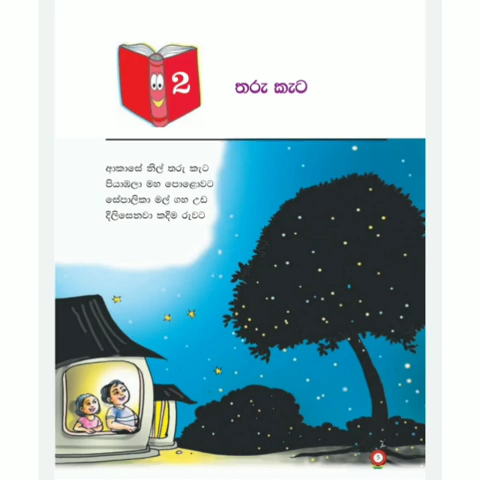 2
තරු කැට
ආකාසේ නිල් තරු කැට
පියාඹලා මහ පොළොවට
සේපාලිකා මල් ගහ උඩ
දිලිසෙනවා කදිම රුවට
5